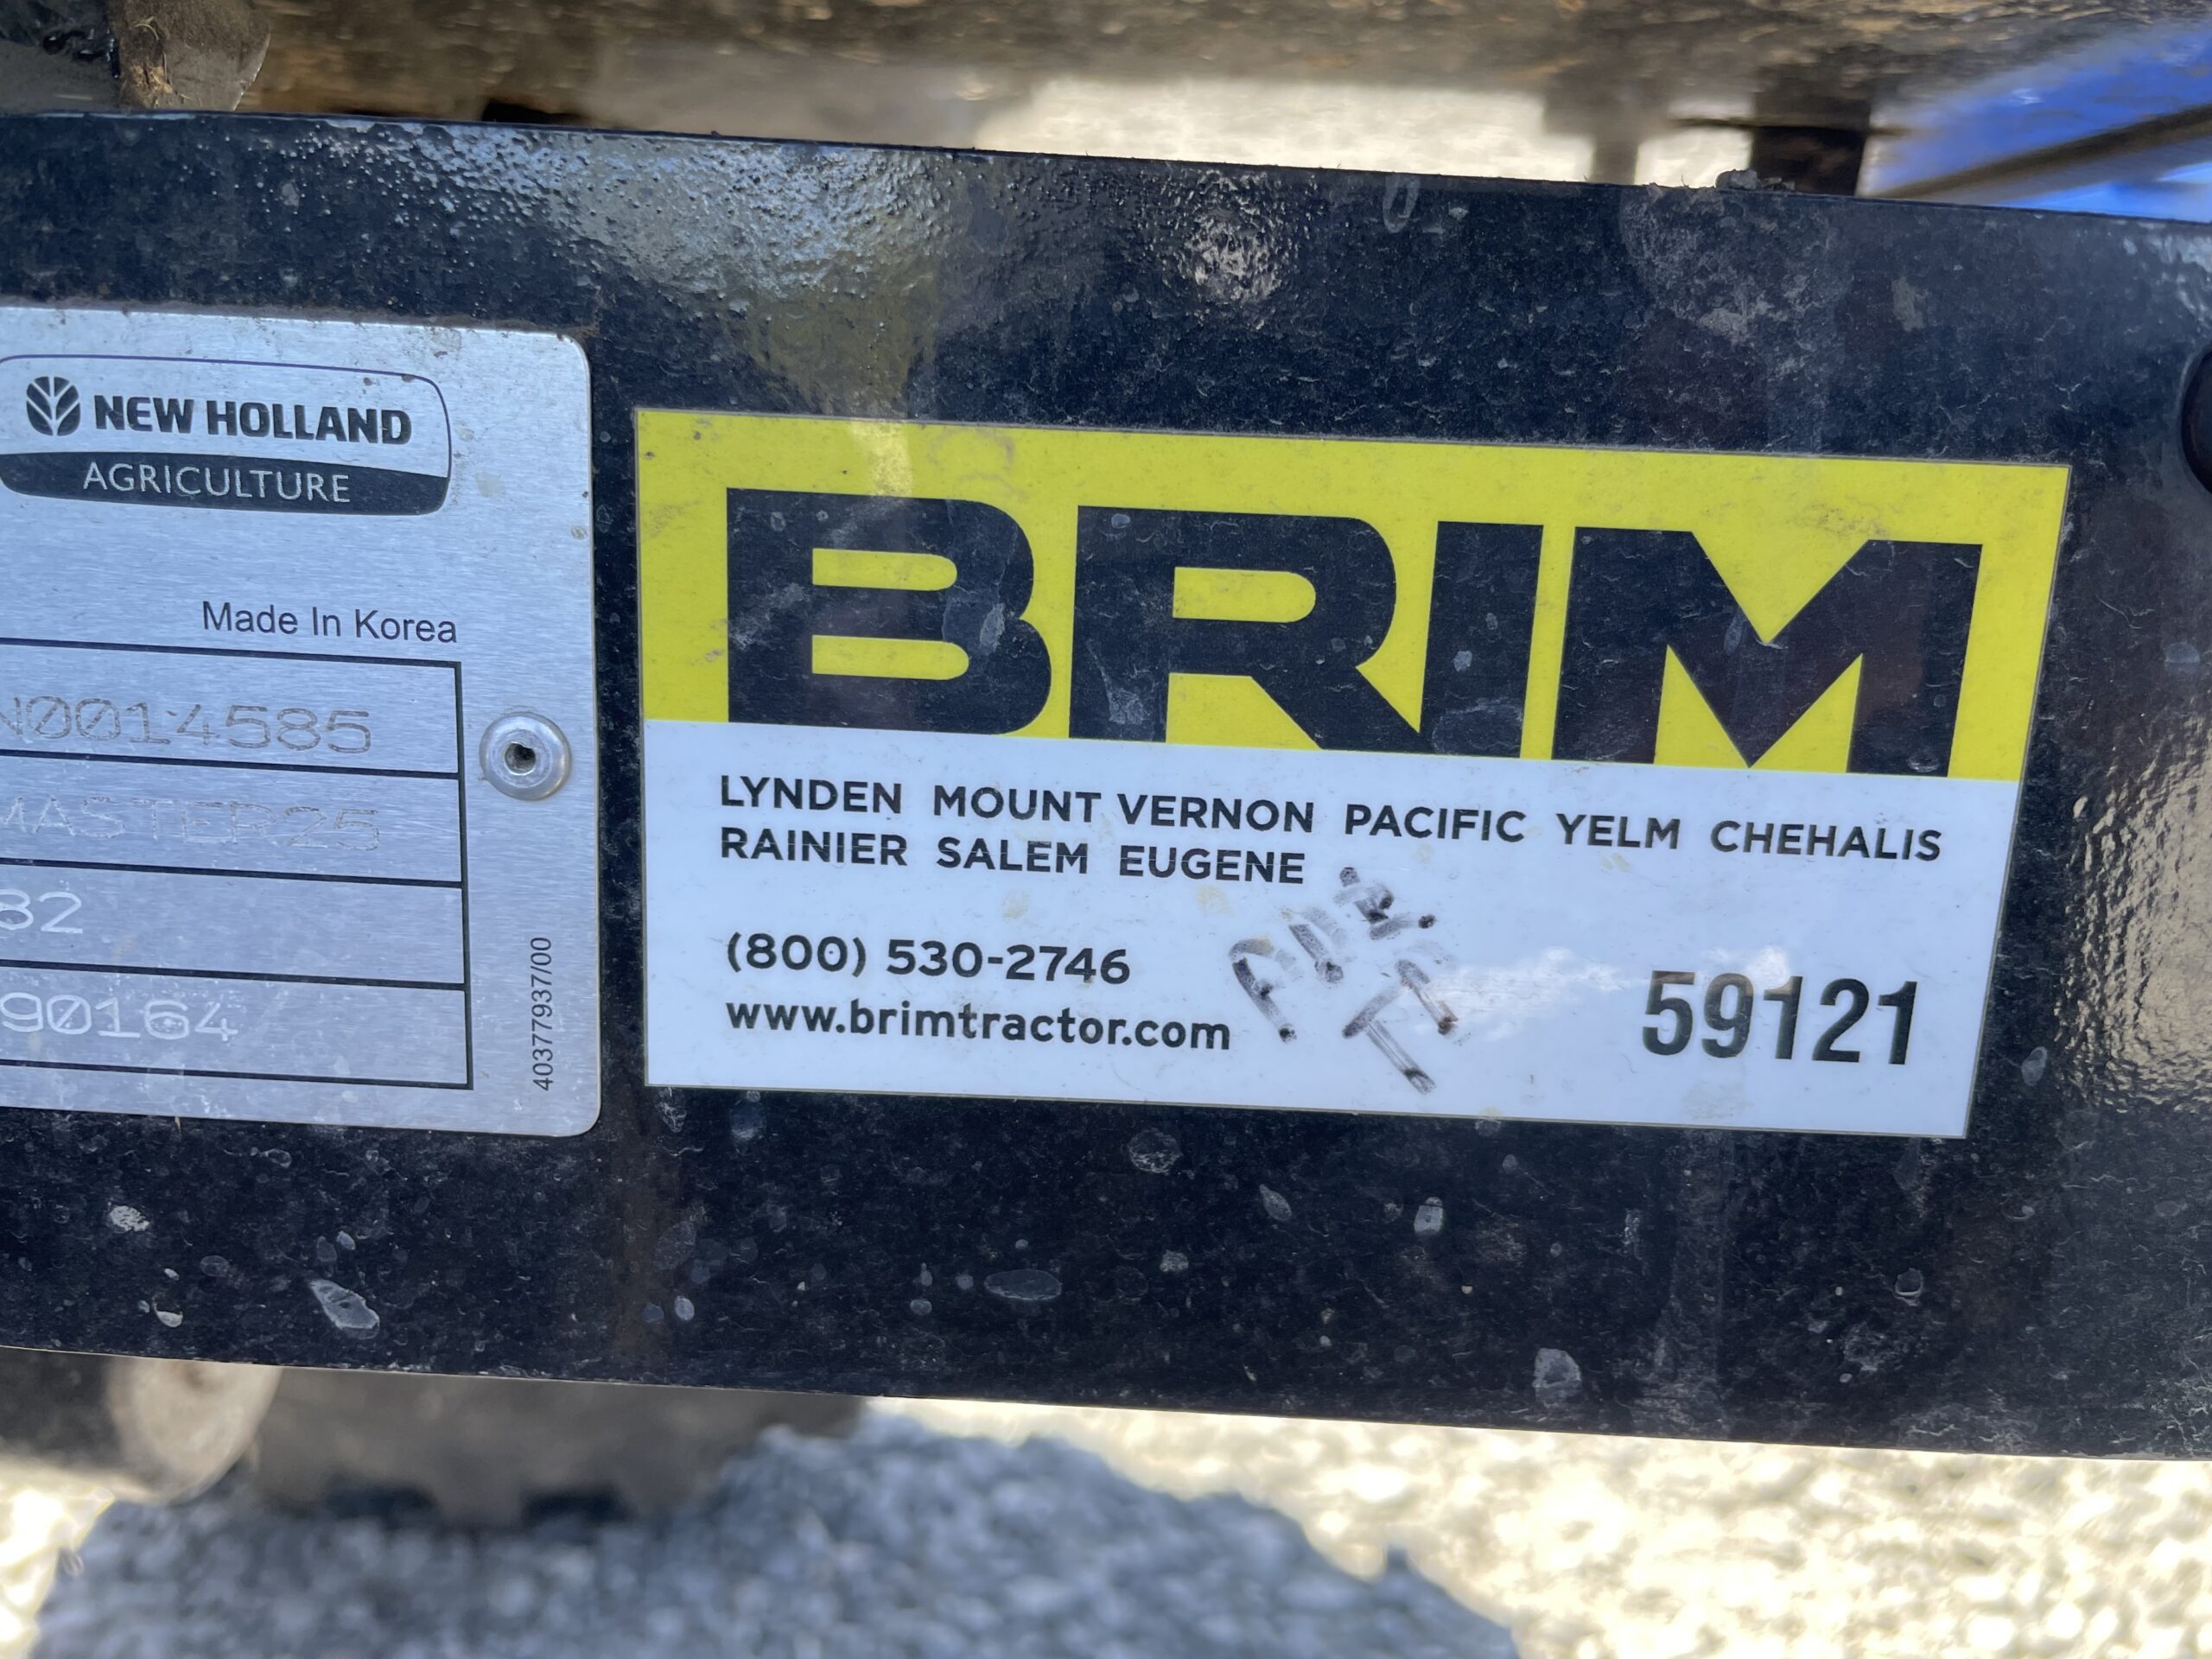 NEW HOLLAND
AGRICULTURE
Made In Korea
N0014585
MASTER25
82
90164
40377937/00
BRIM
LYNDEN MOUNT VERNON PACIFIC YELM CHEHALIS
RAINIER SALEM EUGENE
(800) 530-2746
www.brimtractor.com
59121